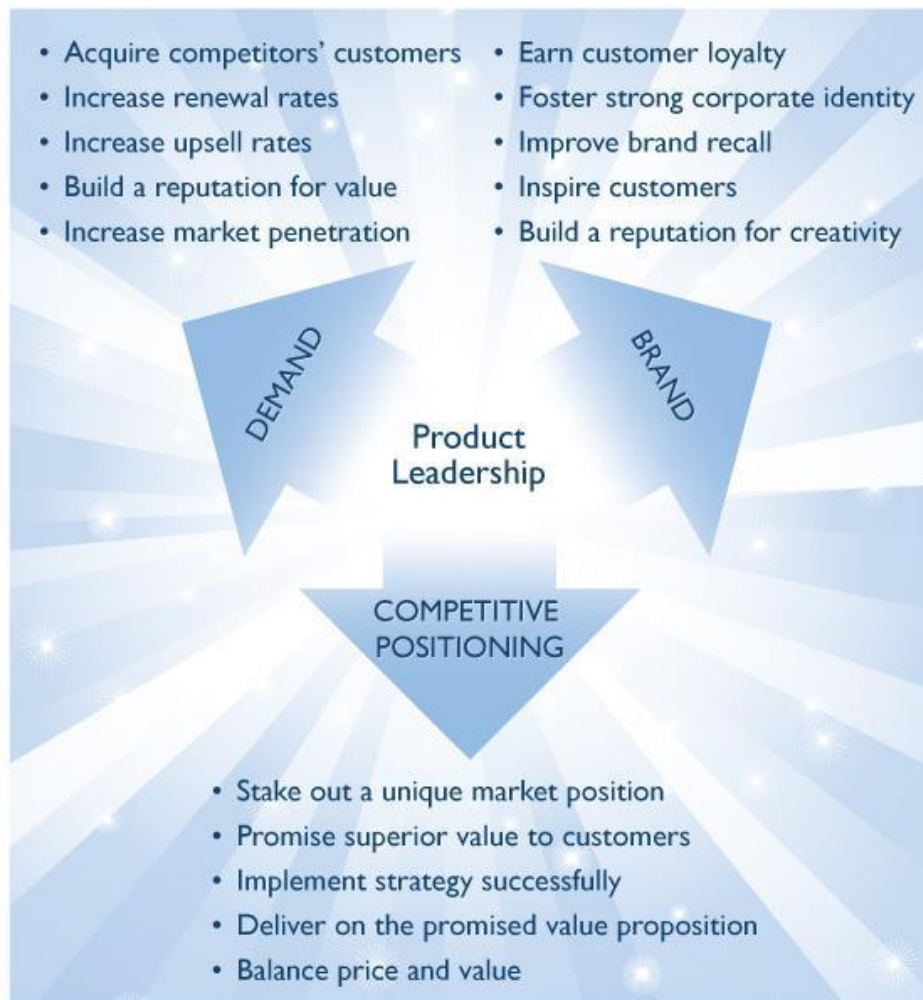 • Acquire competitors’ customers
• Increase renewal rates
• Increase upsell rates
• Build a reputation for value
• Increase market penetration
• Earn customer loyalty
• Foster strong corporate identity
• Improve brand recall
• Inspire customers
• Build a reputation for creativity
DEMAND
BRAND
Product
Leadership
COMPETITIVE
POSITIONING
• Stake out a unique market position
• Promise superior value to customers
• Implement strategy successfully
• Deliver on the promised value proposition
• Balance price and value